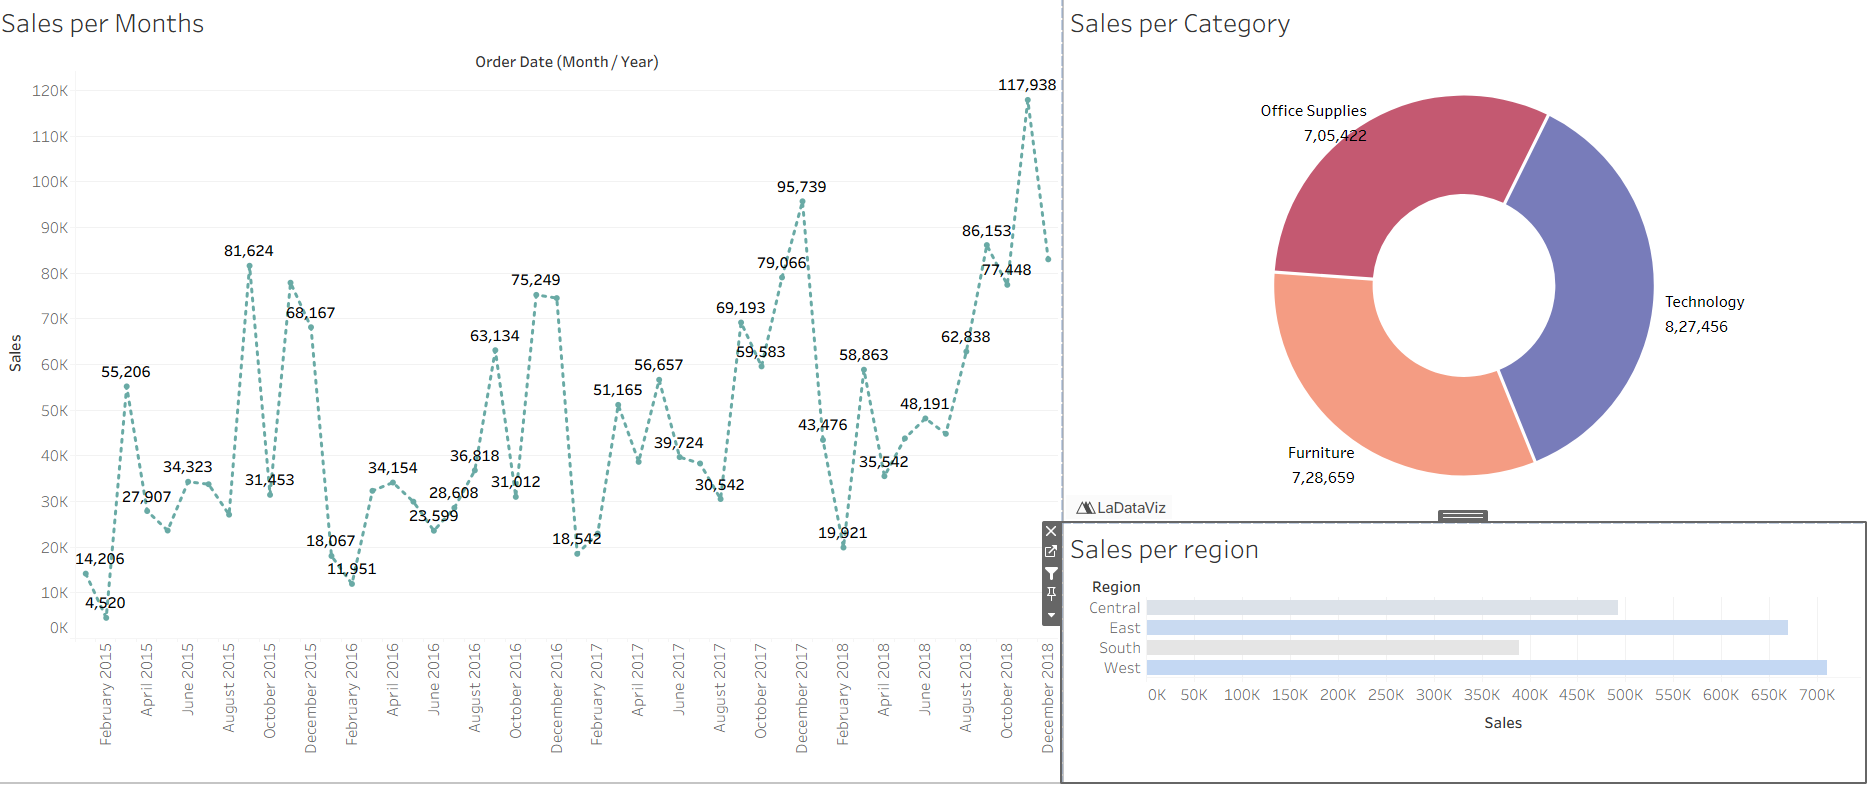 Sales per Months
Order Date (Month / Year)
120K
110K
100K
90K
80K
70K
60K
50K
40K
30K
20K
10K
0K
Sales
14,206
4,520
55,206
27,907
34,323
81,624
31,453
68,167
18,067
11,951
34,154
23,599
28,608
36,818
63,134
31,012
75,249
18,542
51,165
56,657
39,724
30,542
69,193
59,583
79,066
95,739
43,476
19,921
58,863
35,542
48,191
62,838
86,153
77,448
117,938
February 2015
April 2015
June 2015
August 2015
October 2015
December 2015
February 2016
April 2016
June 2016
August 2016
October 2016
December 2016
February 2017
April 2017
June 2017
August 2017
October 2017
December 2017
February 2018
April 2018
June 2018
August 2018
October 2018
December 2018
Sales per Category
Office Supplies
7,05,422
Technology
8,27,456
Furniture
7,28,659
LaDataViz
Sales per region
Region
Central
East
South
West
0K 50K 100K 150K 200K 250K 300K 350K 400K 450K 500K 550K 600K 650K 700K
Sales